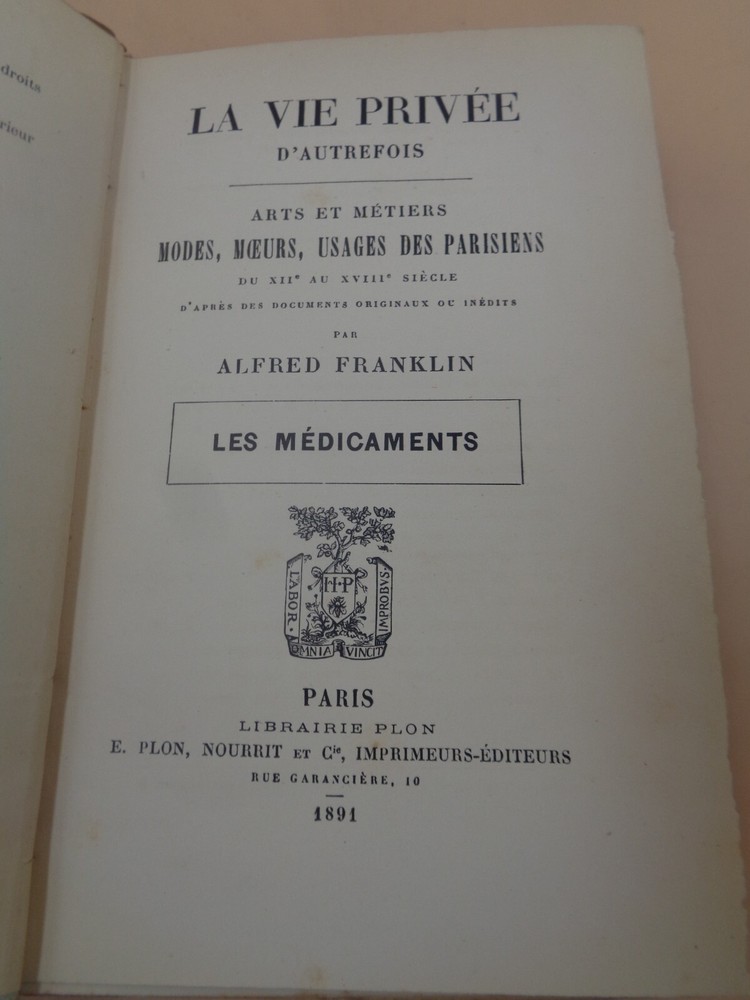 droits
rieur
LA VIE PRIVÉE
D'AUTREFOIS
ARTS ET MÉTIERS
MODES, MŒURS, USAGES DES PARISIENS
DU XIIe AU XVIIIe SIÈCLE
D'APRÈS DES DOCUMENTS ORIGINAUX OU INÉDITS
PAR
ALFRED FRANKLIN
LES MÉDICAMENTS
LABOR.
H·P
IMPROBVS.
OMNIA VINCIT
PARIS
LIBRAIRIE PLON
E. PLON, NOURRIT ET Cie, IMPRIMEURS-ÉDITEURS
RUE GARANCIÈRE, 10
1891